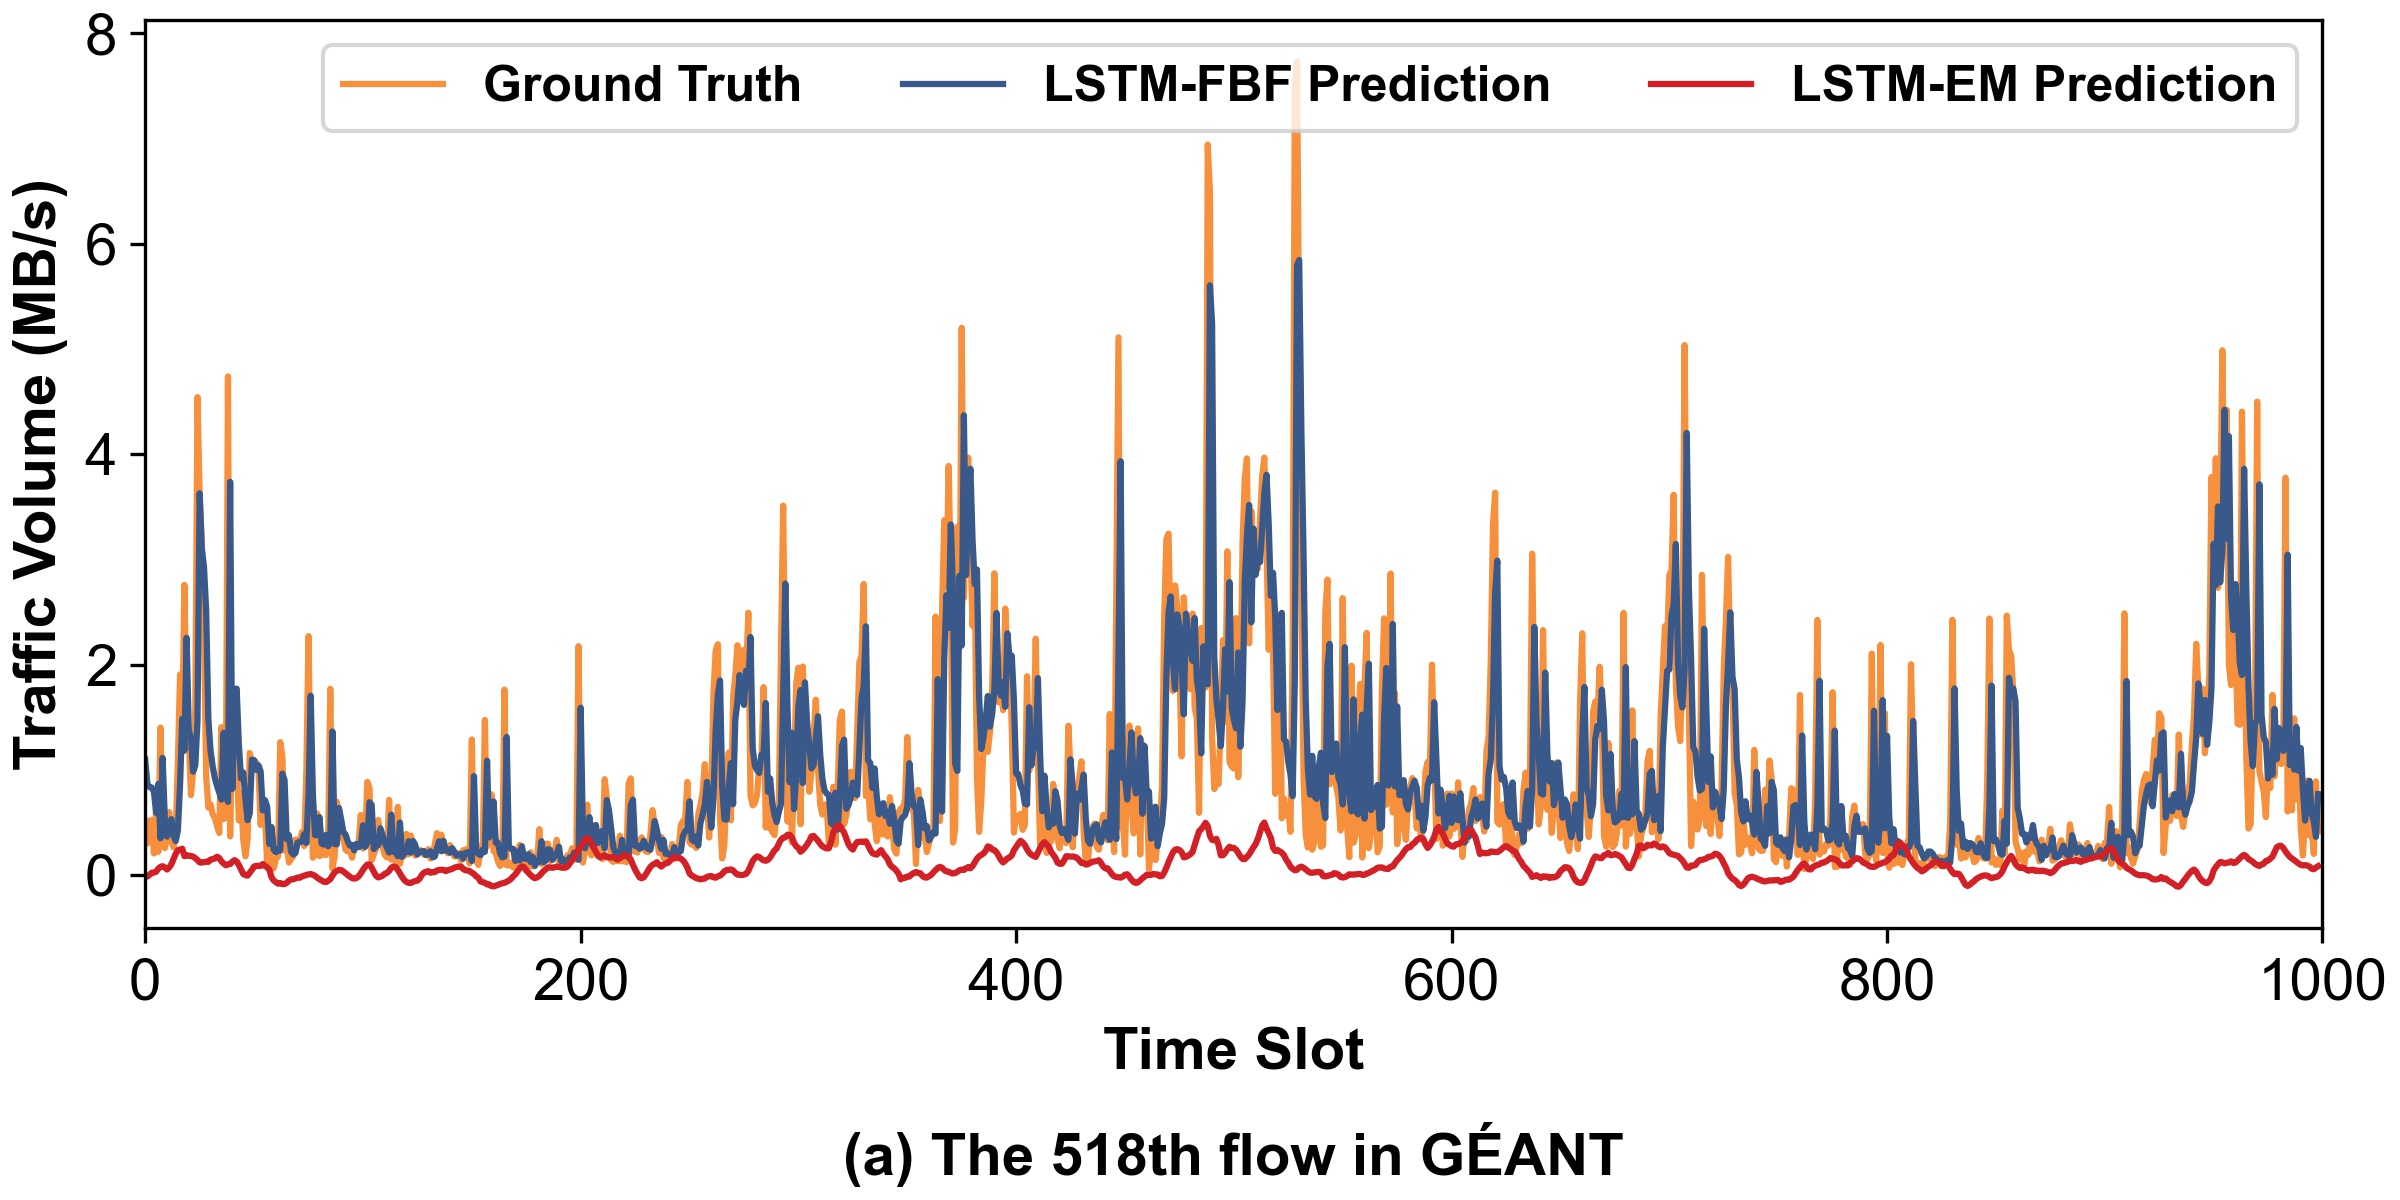 8
6
4
2
0
Traffic Volume (MB/s)
Ground Truth
LSTM-FBF Prediction
LSTM-EM Prediction
0
200
400
600
800
1000
Time Slot
(a) The 518th flow in GÉANT